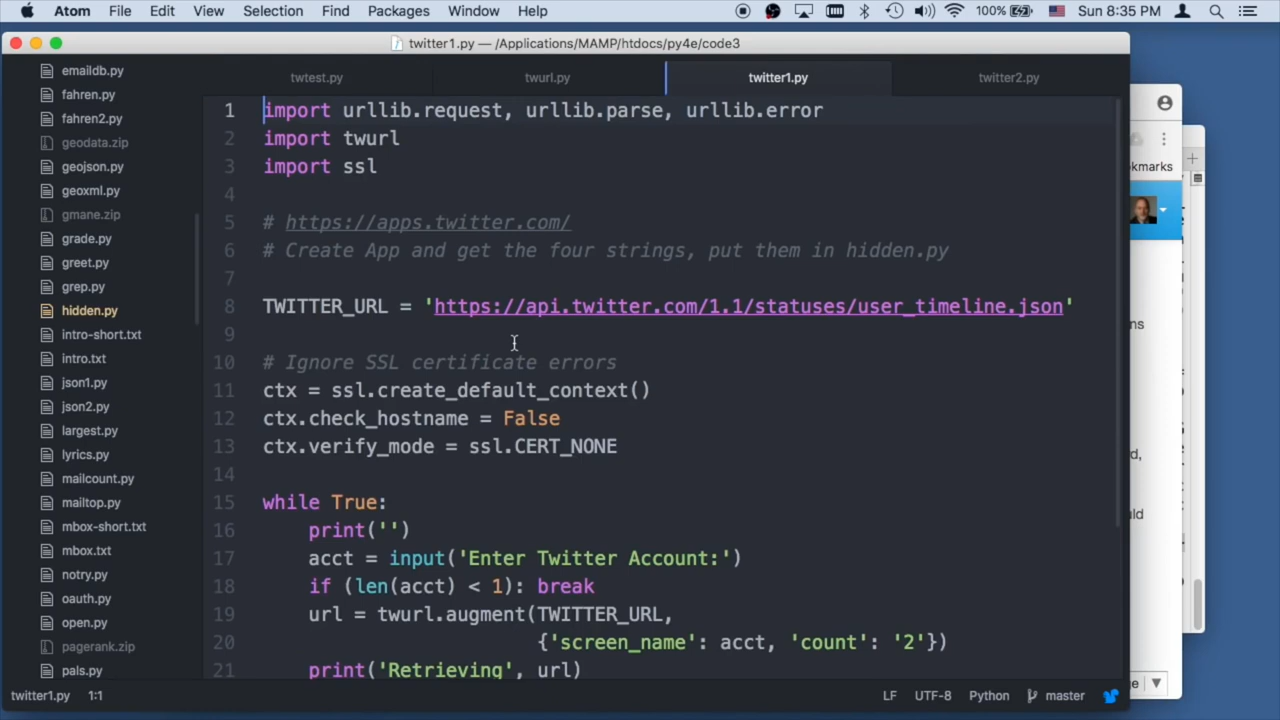 Atom File Edit View Selection Find Packages Window Help 100% Sun 8:35 PM
twitter1.py — /Applications/MAMP/htdocs/py4e/code3
twtest.py twurl.py twitter1.py twitter2.py
emaildb.py
fahren.py
fahren2.py
geodata.zip
geojson.py
geoxml.py
gmane.zip
grade.py
greet.py
grep.py
hidden.py
intro-short.txt
intro.txt
json1.py
json2.py
largest.py
lyrics.py
mailcount.py
mailtop.py
mbox-short.txt
mbox.txt
notry.py
oauth.py
open.py
pagerank.zip
pals.py
1 import urllib.request, urllib.parse, urllib.error
2 import twurl
3 import ssl
4
5 # https://apps.twitter.com/
6 # Create App and get the four strings, put them in hidden.py
7
8 TWITTER_URL = 'https://api.twitter.com/1.1/statuses/user_timeline.json'
9
10 # Ignore SSL certificate errors
11 ctx = ssl.create_default_context()
12 ctx.check_hostname = False
13 ctx.verify_mode = ssl.CERT_NONE
14
15 while True:
16 print('')
17 acct = input('Enter Twitter Account:')
18 if (len(acct) < 1): break
19 url = twurl.augment(TWITTER_URL,
20 {'screen_name': acct, 'count': '2'})
21 print('Retrieving', url)
twitter1.py 1:1 LF UTF-8 Python master
kmarks
ns
d,
uld
e